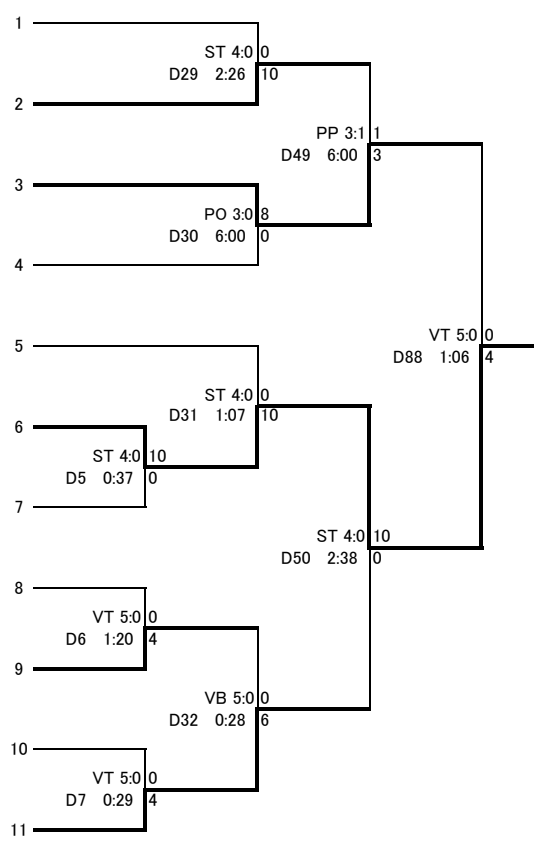 1
ST 4:0 0
D29 2:26 10
2
PP 3:1 1
D49 6:00 3
3
PO 3:0 8
D30 6:00 0
4
VT 5:0 0
D88 1:06 4
5
ST 4:0 0
D31 1:07 10
6
ST 4:0 10
D5 0:37 0
7
ST 4:0 10
D50 2:38 0
8
VT 5:0 0
D6 1:20 4
9
VB 5:0 0
D32 0:28 6
10
VT 5:0 0
D7 0:29 4
11